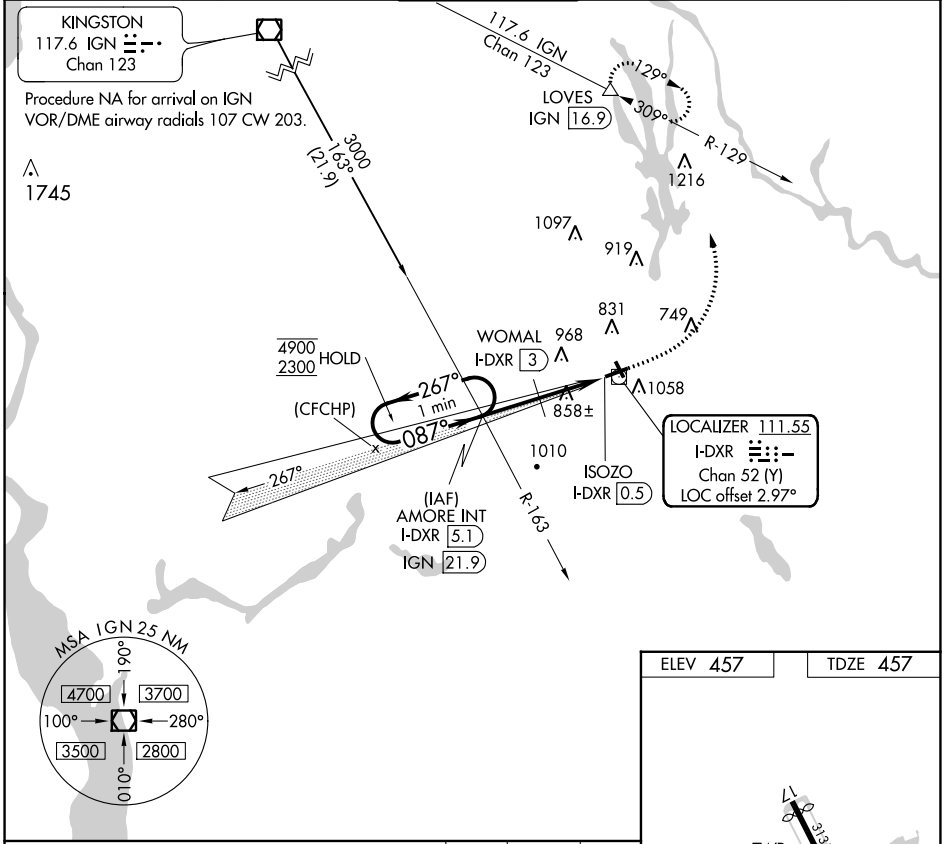 KINGSTON
117.6 IGN
Chan 123
Procedure NA for arrival on IGN
VOR/DME airway radials 107 CW 203.
1745
117.6 IGN
Chan 123
LOVES
IGN 16.9
129°
309°
R-129
1216
3000
163°
(21.9)
1097
919
831
749
968
WOMAL
I-DXR 3
4900
2300
HOLD
267°
1 min
087°
(CFCHP)
x
267°
858±
1058
1010
ISOZO
I-DXR 0.5
LOCALIZER 111.55
I-DXR
Chan 52 (Y)
LOC offset 2.97°
(IAF)
AMORE INT
I-DXR 5.1
IGN 21.9
R-163
MSA IGN 25 NM
190°
4700
3700
100°
280°
3500
2800
010°
ELEV 457
TDZE 457
17